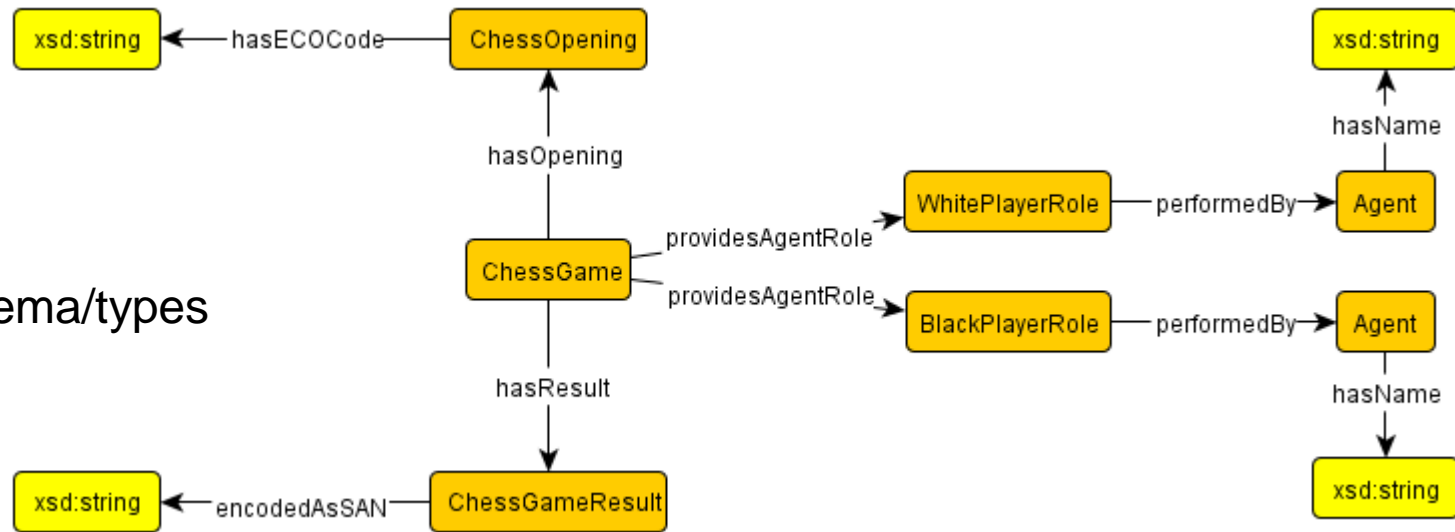 xsd:string
hasECOCode
ChessOpening
xsd:string
hasName
hasOpening
WhitePlayerRole
performedBy
Agent
providesAgentRole
ChessGame
providesAgentRole
ema/types
BlackPlayerRole
performedBy
Agent
hasResult
hasName
xsd:string
encodedAsSAN
ChessGameResult
xsd:string